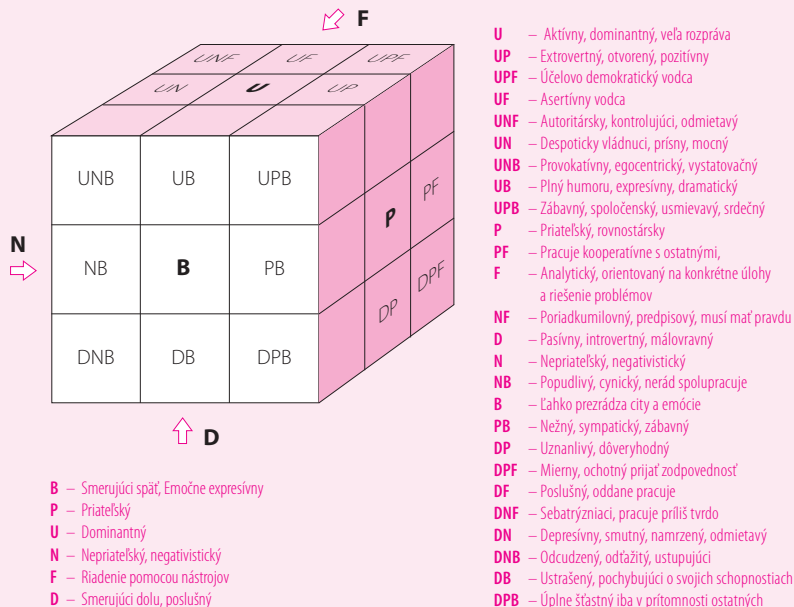 F
UNF UF UPF
UN U UP
UNB UB UPB
P PF
N
NB B PB
DP DPF
DNB DB DPB
D
B – Smerujúci späť, Emočne expresívny
P – Priateľský
U – Dominantný
N – Nepriateľský, negativistický
F – Riadenie pomocou nástrojov
D – Smerujúci dolu, poslušný
U – Aktívny, dominantný, veľa rozpráva
UP – Extrovertný, otvorený, pozitívny
UPF – Účelovo demokratický vodca
UF – Asertívny vodca
UNF – Autoritársky, kontrolujúci, odmietavý
UN – Despoticky vládnuci, prísny, mocný
UNB – Provokatívny, egocentrický, vystatovačný
UB – Plný humoru, expresívny, dramatický
UPB – Zábavný, spoločenský, usmievavý, srdečný
P – Priateľský, rovnostársky
PF – Pracuje kooperatívne s ostatnými,
F – Analytický, orientovaný na konkrétne úlohy
a riešenie problémov
NF – Poriadkumilovný, predpisový, musí mať pravdu
D – Pasívny, introvertný, málovravný
N – Nepriateľský, negativistický
NB – Popudlivý, cynický, nerád spolupracuje
B – Ľahko prezrádza city a emócie
PB – Nežný, sympatický, zábavný
DP – Uznanlivý, dôveryhodný
DPF – Mierny, ochotný prijať zodpovednosť
DF – Poslušný, oddane pracuje
DNF – Sebatrýzniaci, pracuje príliš tvrdo
DN – Depresívny, smutný, namrzený, odmietavý
DNB – Odcudzený, odťažitý, ustupujúci
DB – Ustrašený, pochybujúci o svojich schopnostiach
DPB – Úplne šťastný iba v prítomnosti ostatných